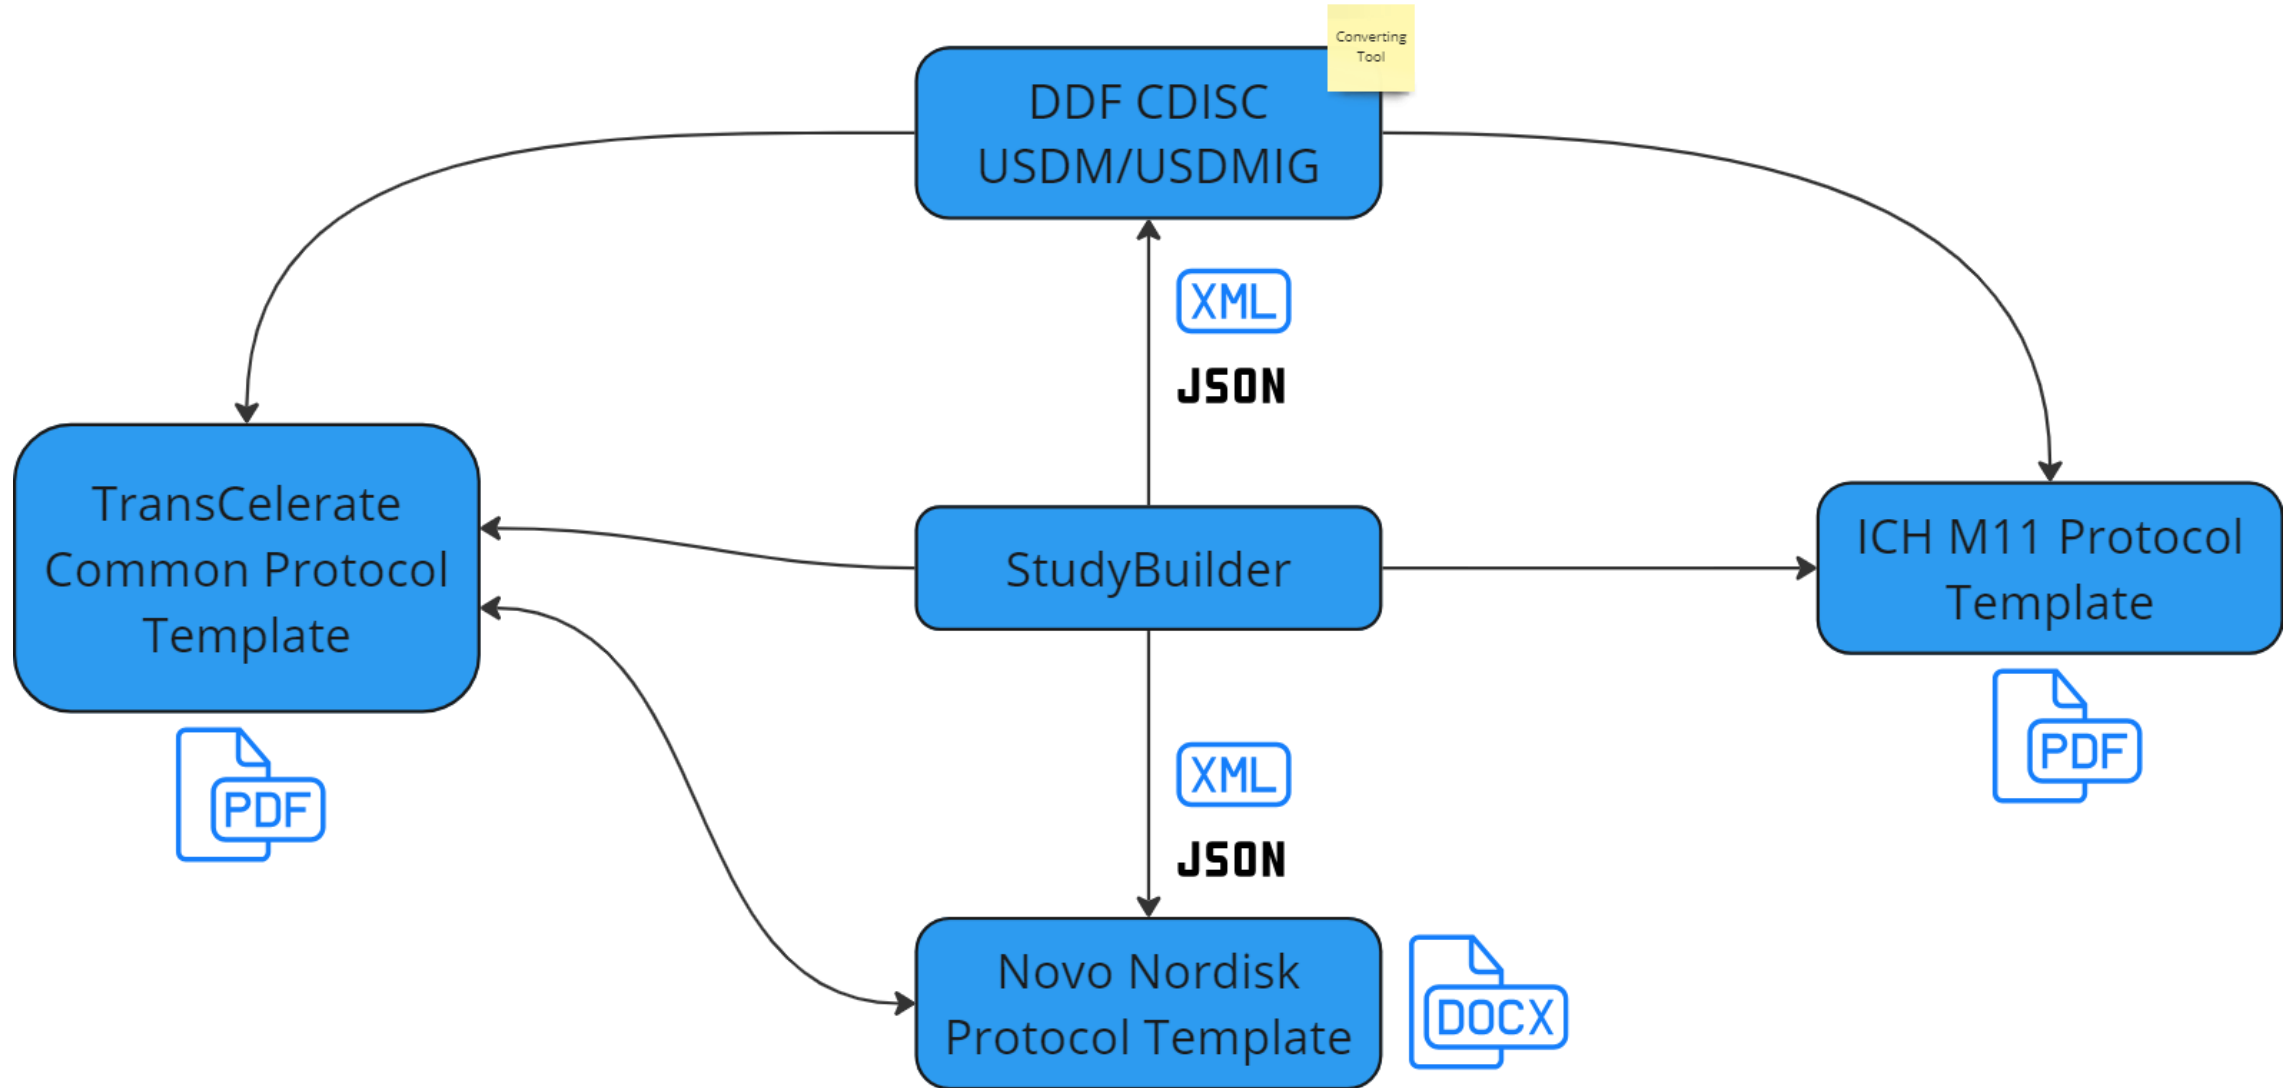 Converting
Tool
DDF CDISC
USDM/USDMIG
XML
JSON
TransCelerate
Common Protocol
Template
PDF
StudyBuilder
ICH M11 Protocol
Template
PDF
XML
JSON
Novo Nordisk
Protocol Template
DOCX